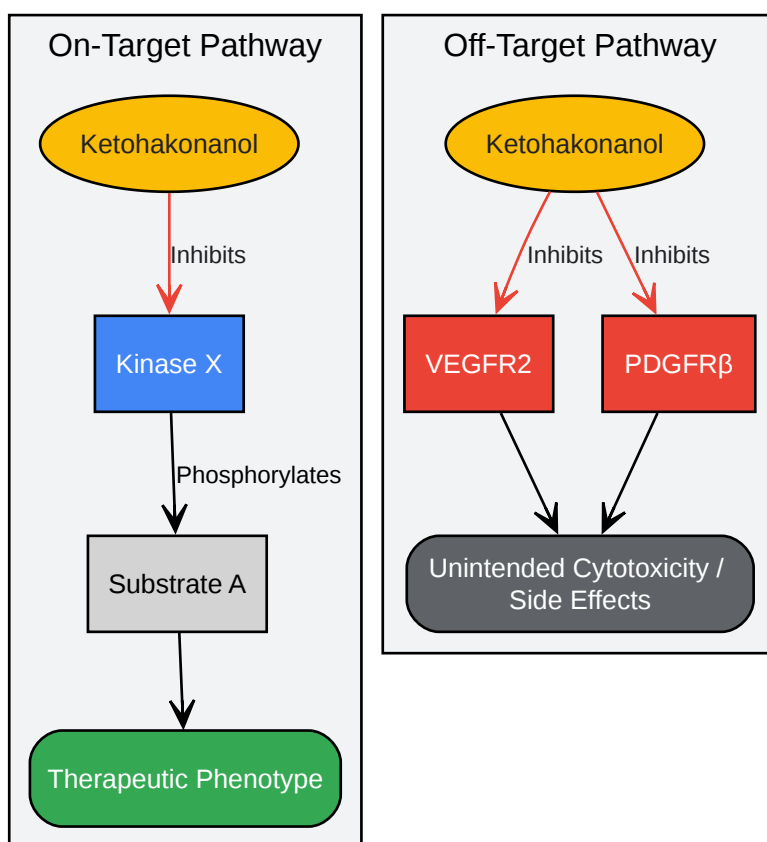 On-Target Pathway
Ketohakonanol
Inhibits
Kinase X
Phosphorylates
Substrate A
Therapeutic Phenotype
Off-Target Pathway
Ketohakonanol
Inhibits
Inhibits
VEGFR2
PDGFRβ
Unintended Cytotoxicity /
Side Effects